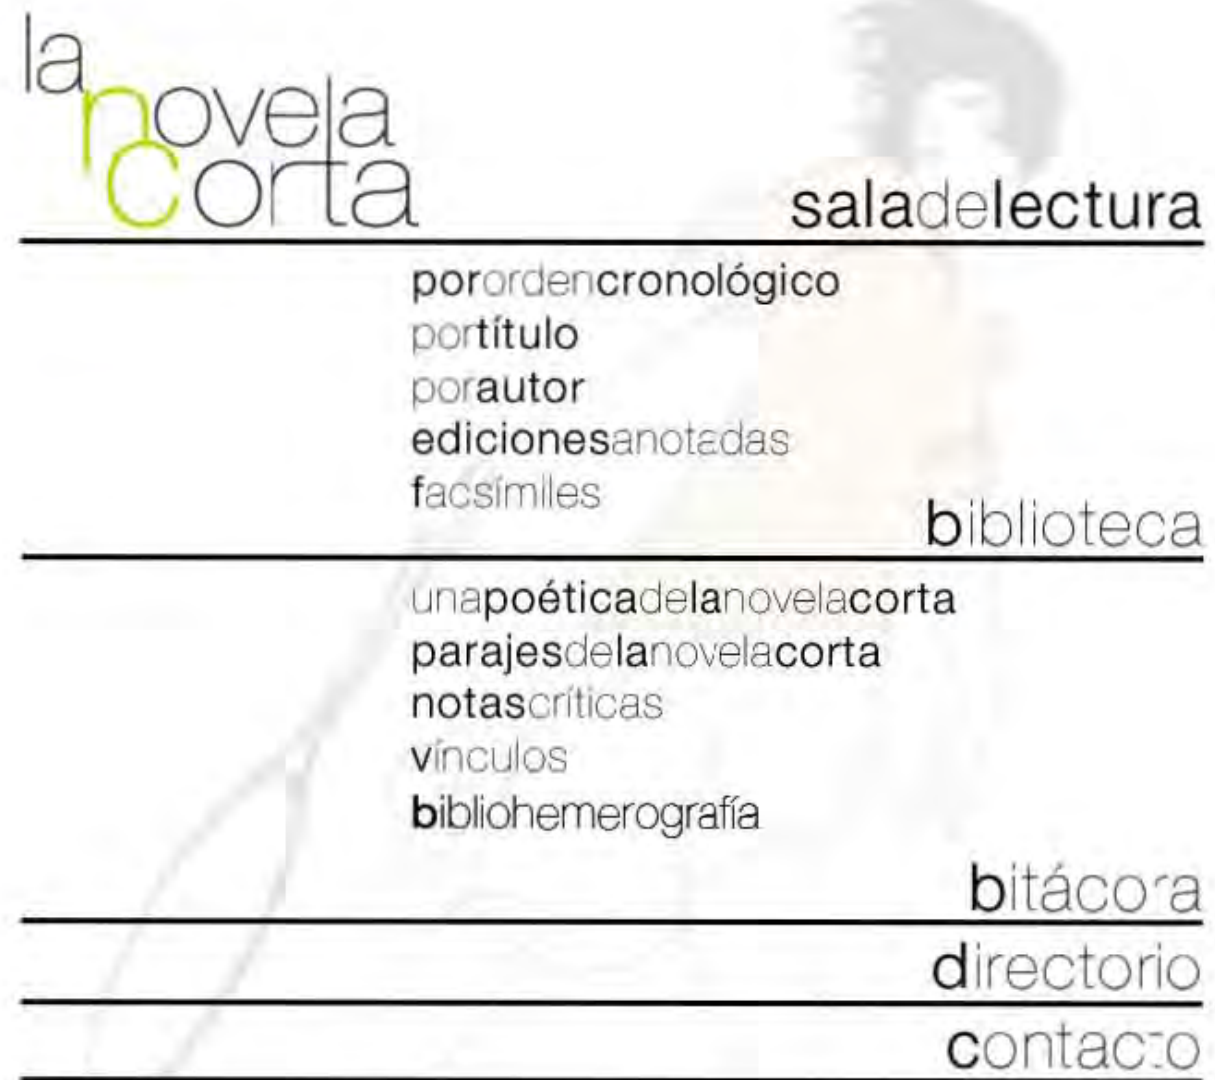 la
novela
corta
saladelectura
porordencronológico
portítulo
porautor
edicionesanotadas
facsímiles
biblioteca
unapoéticadelanovelacorta
parajesdelanovelacorta
notascríticas
vínculos
bibliohemerografía
bitácora
directorio
contacto